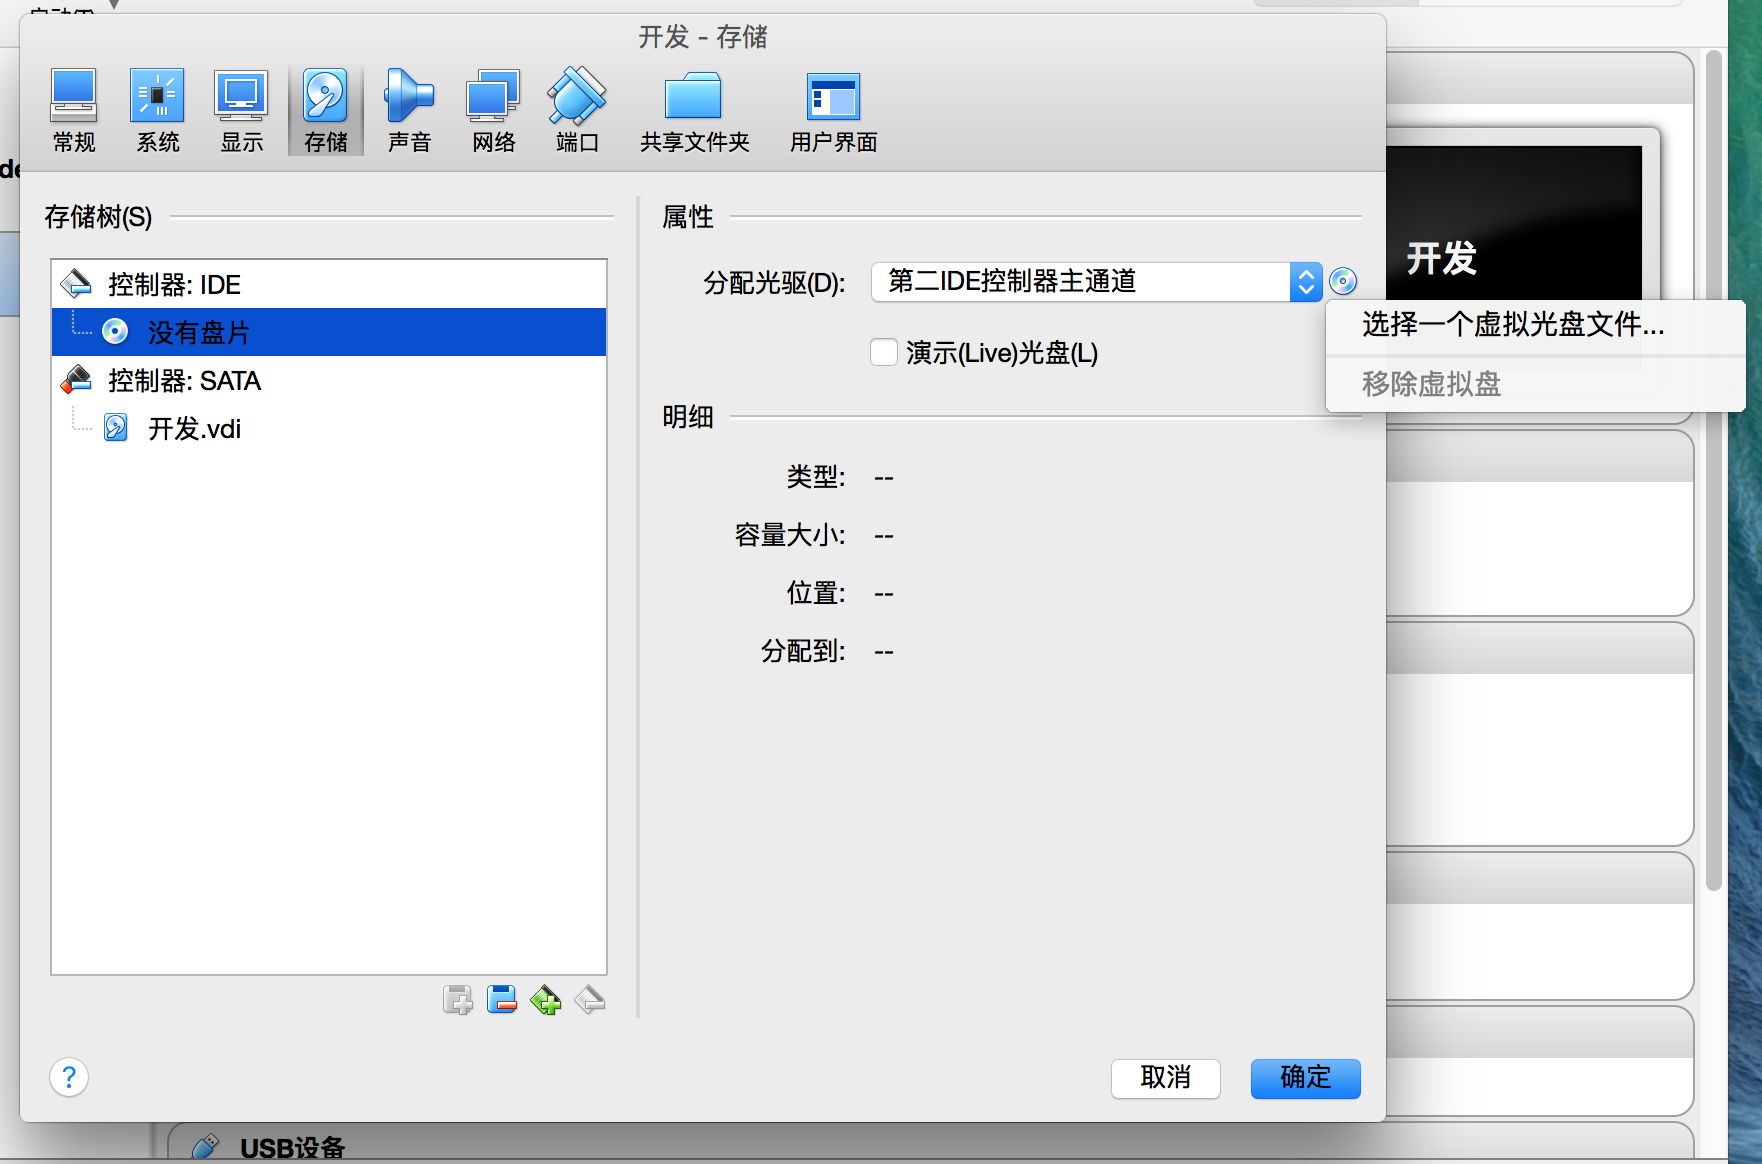 开发 - 存储
常规 系统 显示 存储 声音 网络 端口 共享文件夹 用户界面
存储树(S)
控制器: IDE
没有盘片
控制器: SATA
开发.vdi
属性
分配光驱(D): 第二IDE控制器主通道
演示(Live)光盘(L)
明细
类型: --
容量大小: --
位置: --
分配到: --
?
取消 确定
开发
选择一个虚拟光盘文件...
移除虚拟盘
USB设备